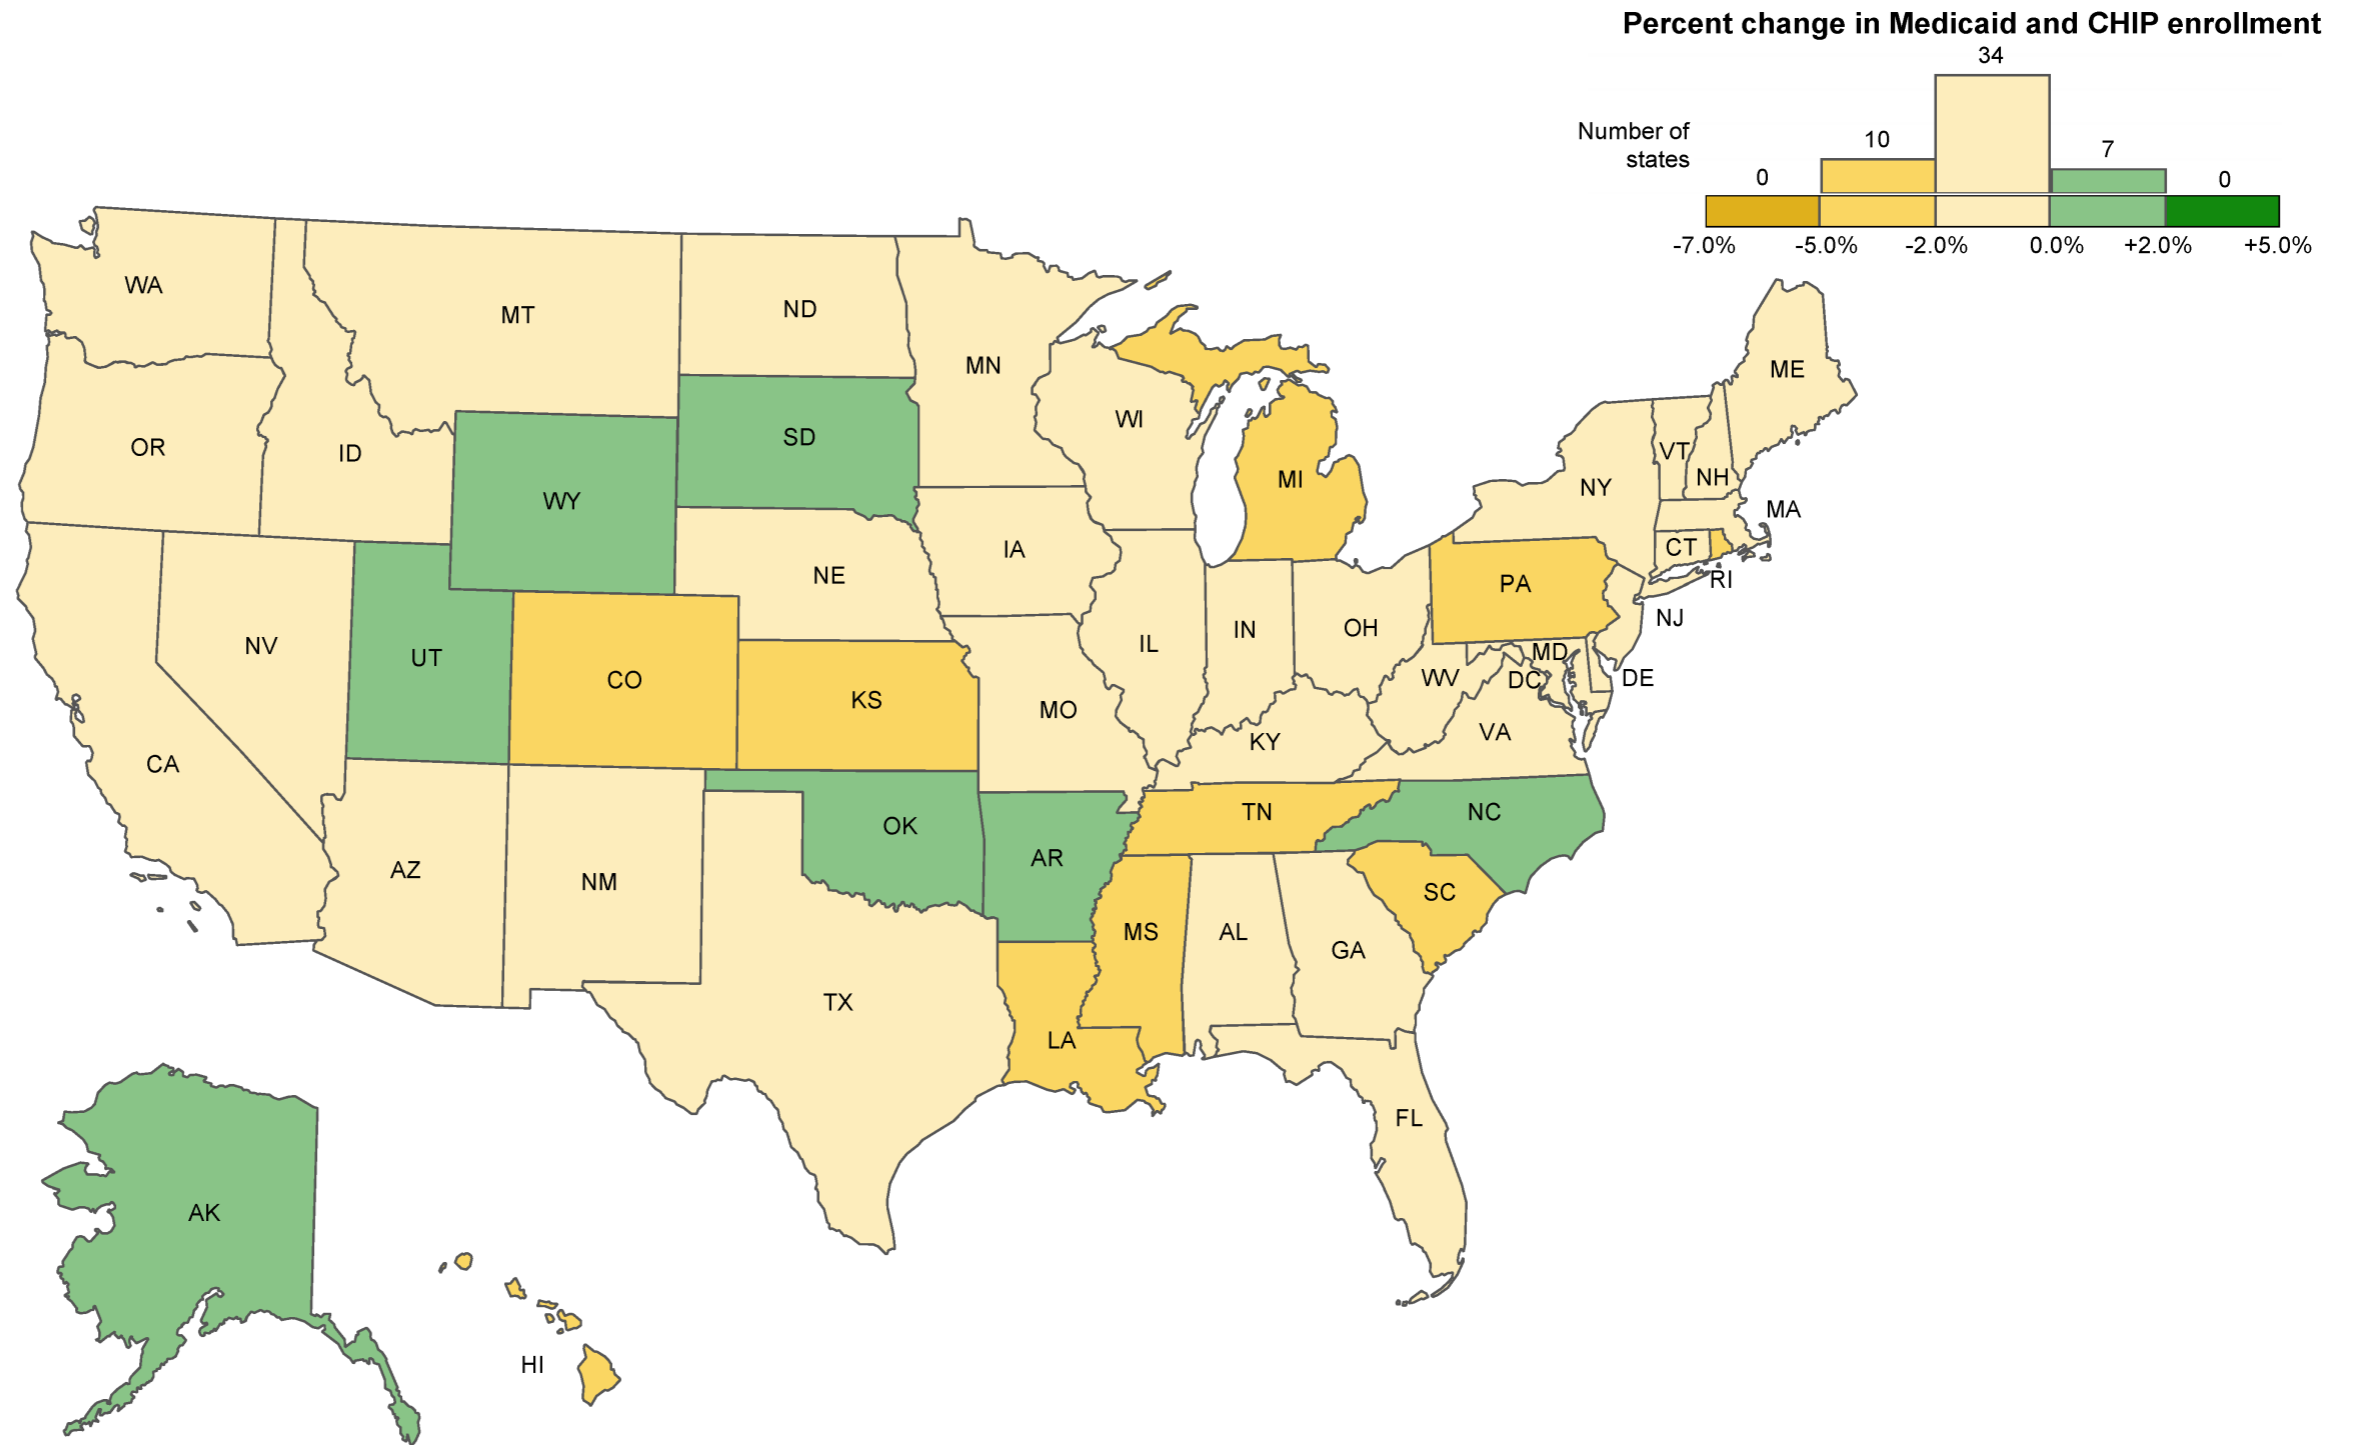 Percent change in Medicaid and CHIP enrollment
34
Number of
states
10
7
0
0
-7.0%
-5.0%
-2.0%
0.0%
+2.0%
+5.0%
WA
MT
ND
MN
ME
OR
ID
WY
SD
WI
MI
NY
VT
NH
MA
CT
RI
NJ
IA
NE
PA
NV
UT
CO
KS
MO
IL
IN
OH
WV
MD
DC
DE
VA
KY
CA
AZ
NM
OK
AR
TN
NC
SC
MS
AL
GA
TX
LA
FL
AK
HI